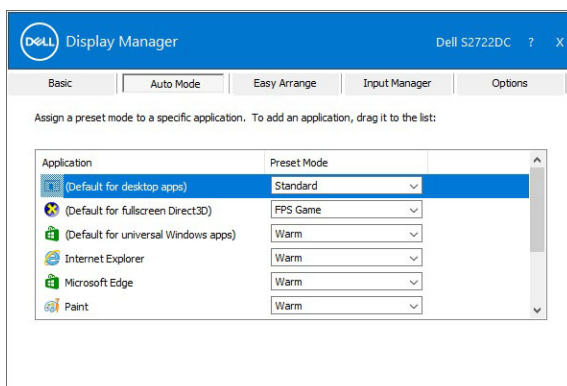 DELL Display Manager Dell S2722DC ? X
Basic Auto Mode Easy Arrange Input Manager Options
Assign a preset mode to a specific application. To add an application, drag it to the list:
Application Preset Mode
(Default for desktop apps) Standard
(Default for fullscreen Direct3D) FPS Game
(Default for universal Windows apps) Warm
Internet Explorer Warm
Microsoft Edge Warm
Paint Warm